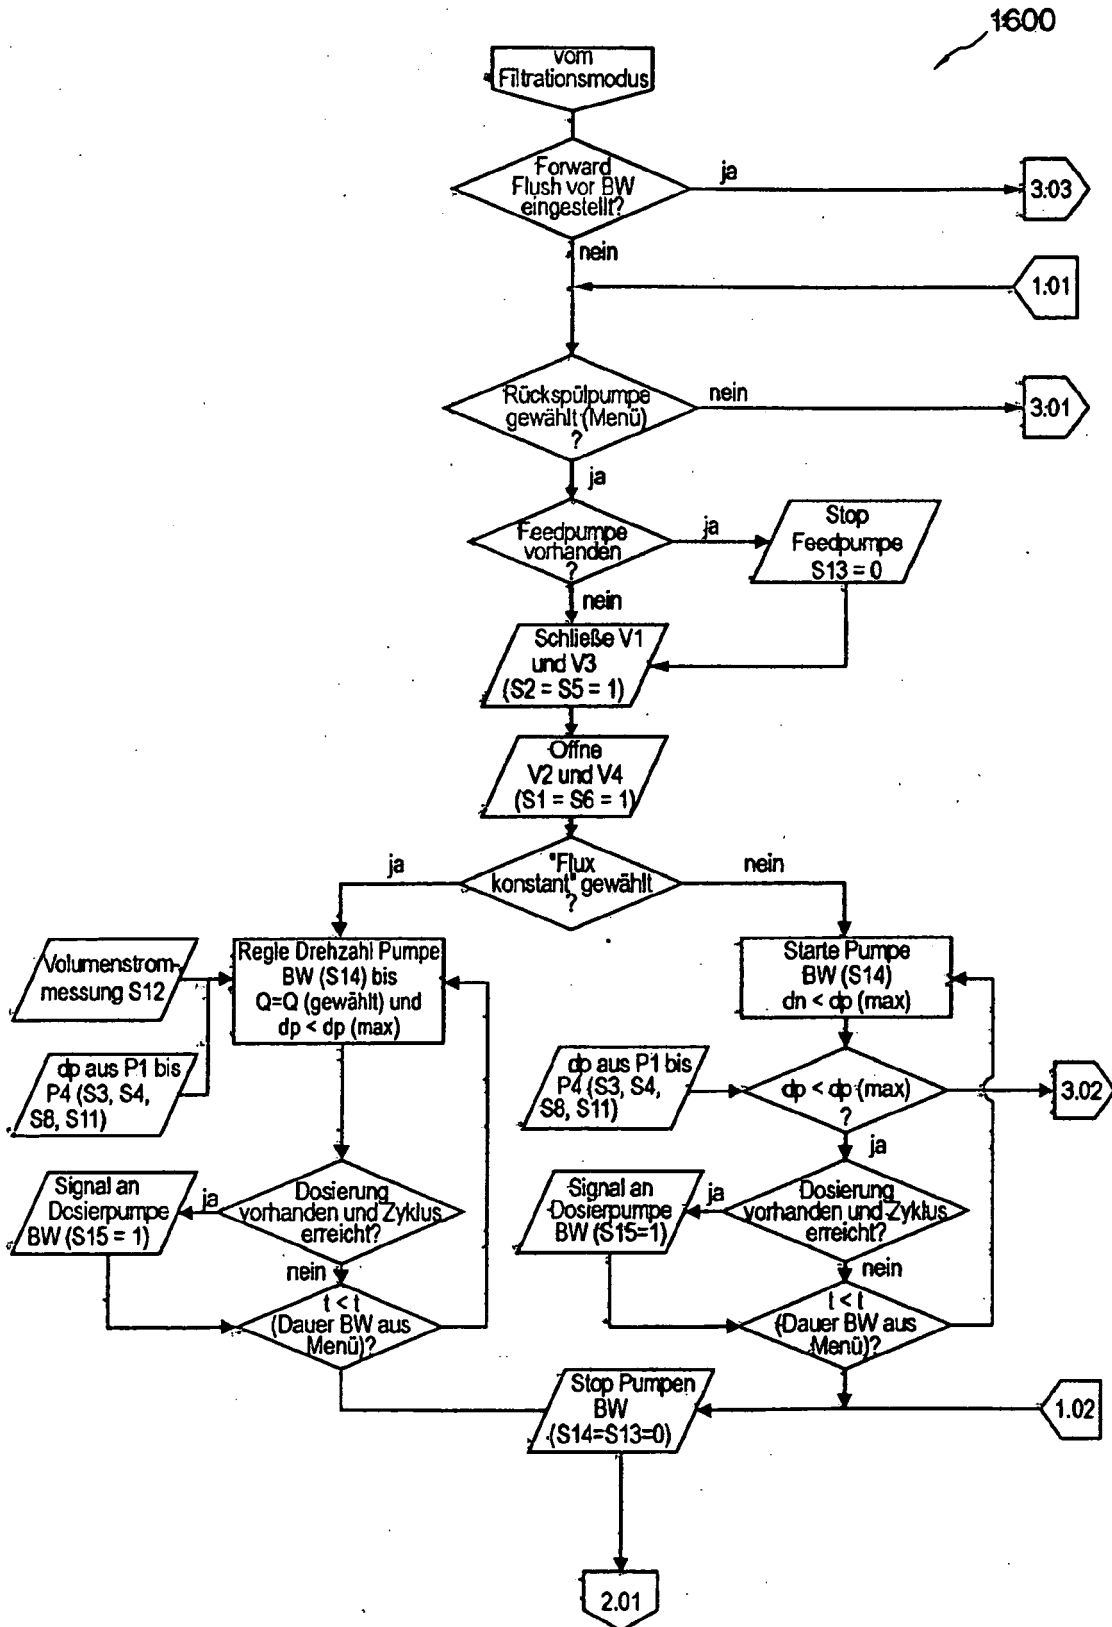 1600
vom
Filtrationsmodus
Forward
Flush vor BW
eingestellt?
ja
3:03
nein
1:01
Rückspülpumpe
gewählt (Menü)
?
nein
3:01
ja
Feedpumpe
vorhanden
?
ja
Stop
Feedpumpe
S13 = 0
nein
Schließe V1
und V3
(S2 = S5 = 1)
Offne
V2 und V4
(S1 = S6 = 1)
"Flux
konstant" gewählt
?
ja
nein
Volumenstrom-
messung S12
Regle Drehzahl Pumpe
BW (S14) bis
Q=Q (gewählt) und
dp < dp (max)
Starte Pumpe
BW (S14)
dn < dp (max)
dp aus P1 bis
P4 (S3, S4,
S8, S11)
dp aus P1 bis
P4 (S3, S4,
S8, S11)
dp < dp (max)
?
3.02
ja
Signal an
Dosierpumpe
BW (S15 = 1)
ja
Dosierung
vorhanden und Zyklus
erreicht?
nein
Signal an
Dosierpumpe
BW (S15=1)
ja
Dosierung
vorhanden und Zyklus
erreicht?
nein
t < t
(Dauer BW aus
Menü)?
t < t
(Dauer BW aus
Menü)?
Stop Pumpen
BW
(S14=S13=0)
1.02
2.01